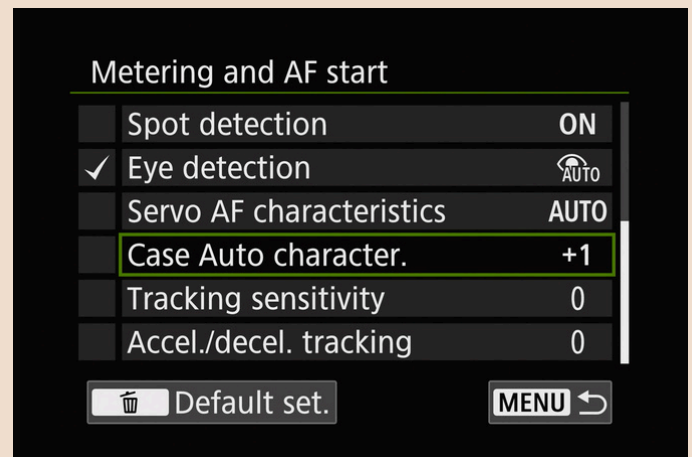 Metering and AF start
Spot detection ON
Eye detection AUTO
Servo AF characteristics AUTO
Case Auto character. +1
Tracking sensitivity 0
Accel./decel. tracking 0
Default set. MENU